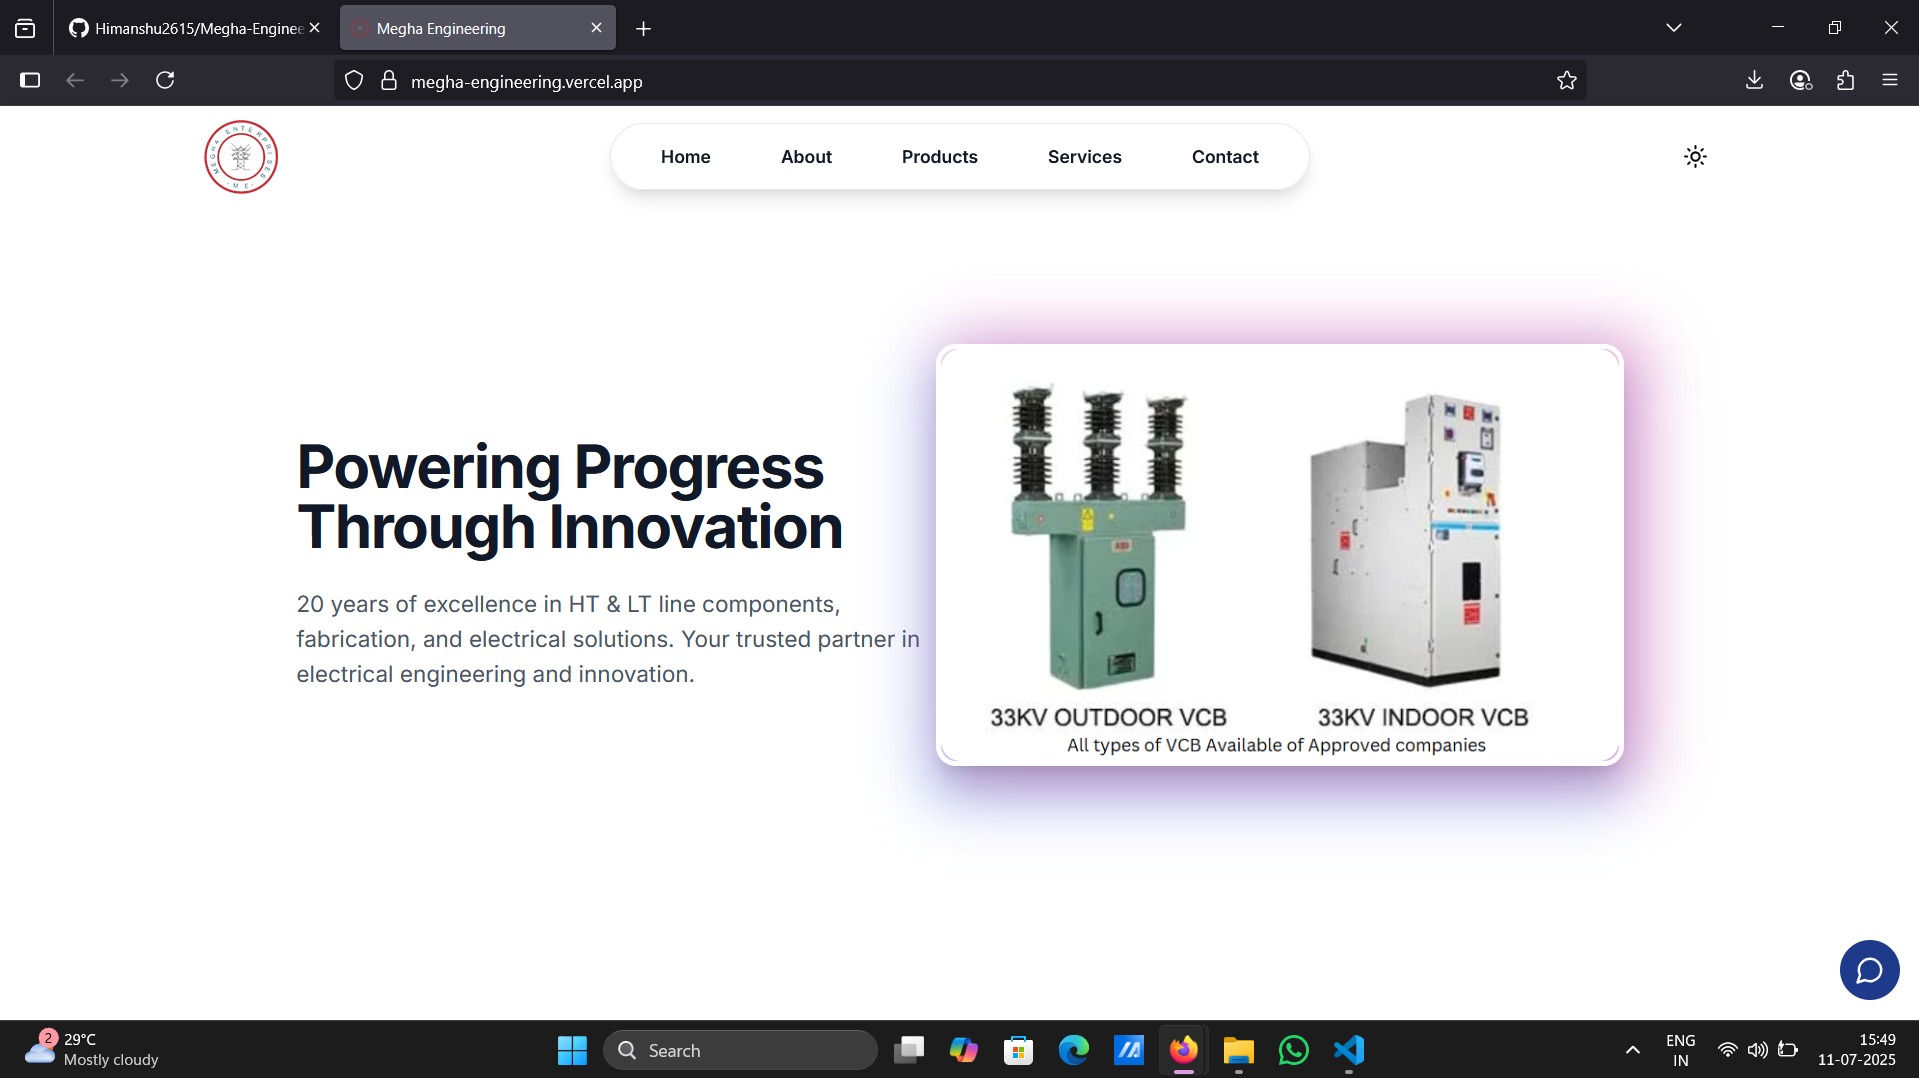 Himanshu2615/Megha-Enginee
Megha Engineering
megha-engineering.vercel.app
MEGHA ENTERPRISES
- M E -
Home
About
Products
Services
Contact
Powering Progress
Through Innovation
20 years of excellence in HT & LT line components,
fabrication, and electrical solutions. Your trusted partner in
electrical engineering and innovation.
ABB
33KV OUTDOOR VCB
33KV INDOOR VCB
All types of VCB Available of Approved companies
2
29°C
Mostly cloudy
Search
ENG
IN
15:49
11-07-2025